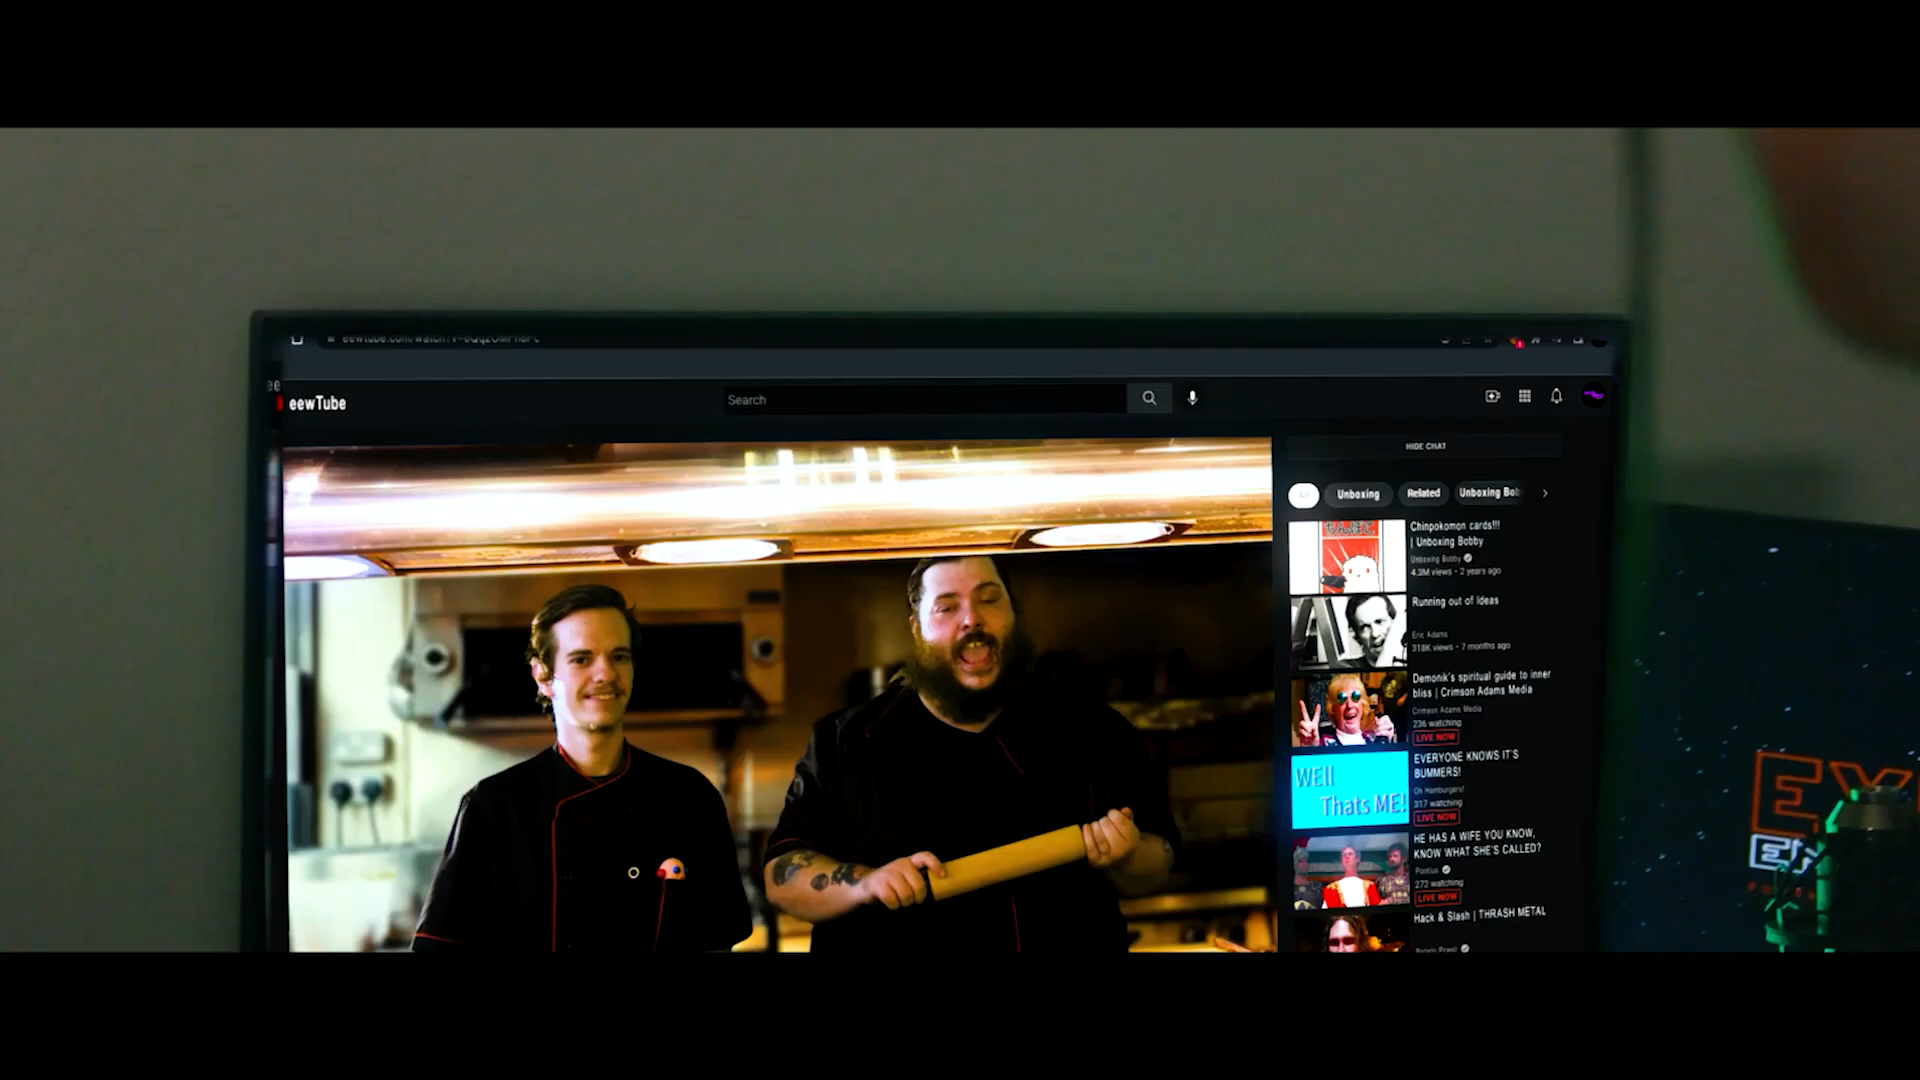 eewTube
Search
HIDE CHAT
All
Unboxing
Related
Unboxing Bob
Chinpokomon cards!!!
| Unboxing Bobby
Unboxing Bobby
4.3M views • 2 years ago
Running out of Ideas
Eric Adams
318K views • 7 months ago
Demonik's spiritual guide to inner
bliss | Crimson Adams Media
Crimson Adams Media
236 watching
LIVE NOW
WEll
Thats ME!
EVERYONE KNOWS IT'S
BUMMERS!
Oh Hamburgers!
317 watching
LIVE NOW
HE HAS A WIFE YOU KNOW,
KNOW WHAT SHE'S CALLED?
Pontius
272 watching
LIVE NOW
Hack & Slash | THRASH METAL